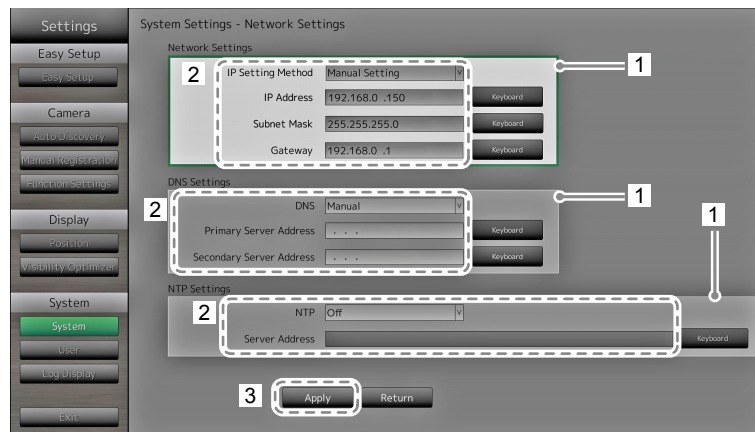 Settings
System Settings - Network Settings
Easy Setup
Easy Setup
Camera
Auto Discovery
Manual Registration
Function Settings
Display
Position
Visibility Optimizer
System
System
User
Log Display
Exit
Network Settings
1
2
IP Setting Method Manual Setting
IP Address 192.168.0 .150 Keyboard
Subnet Mask 255.255.255.0 Keyboard
Gateway 192.168.0 .1 Keyboard
DNS Settings
1
2
DNS Manual
Primary Server Address . . . Keyboard
Secondary Server Address . . . Keyboard
1
NTP Settings
2
NTP Off
Server Address Keyboard
3
Apply Return